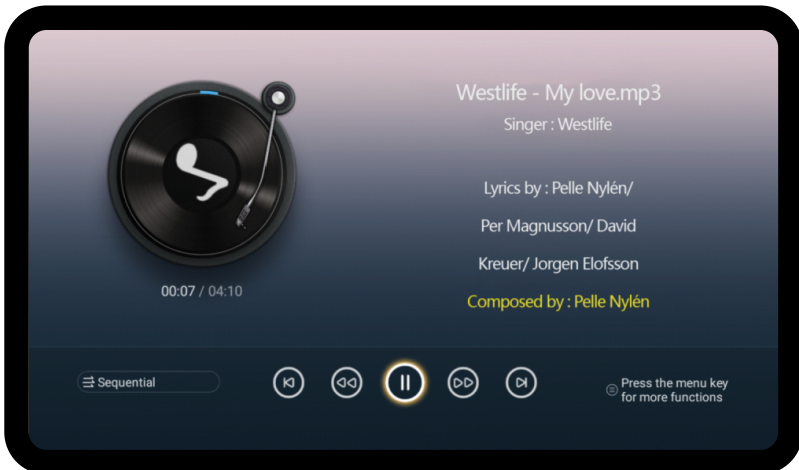 Westlife - My love.mp3
Singer : Westlife
Lyrics by : Pelle Nylén/
Per Magnusson/ David
Kreuer/ Jorgen Elofsson
Composed by : Pelle Nylén
00:07 / 04:10
Sequential
Press the menu key
for more functions